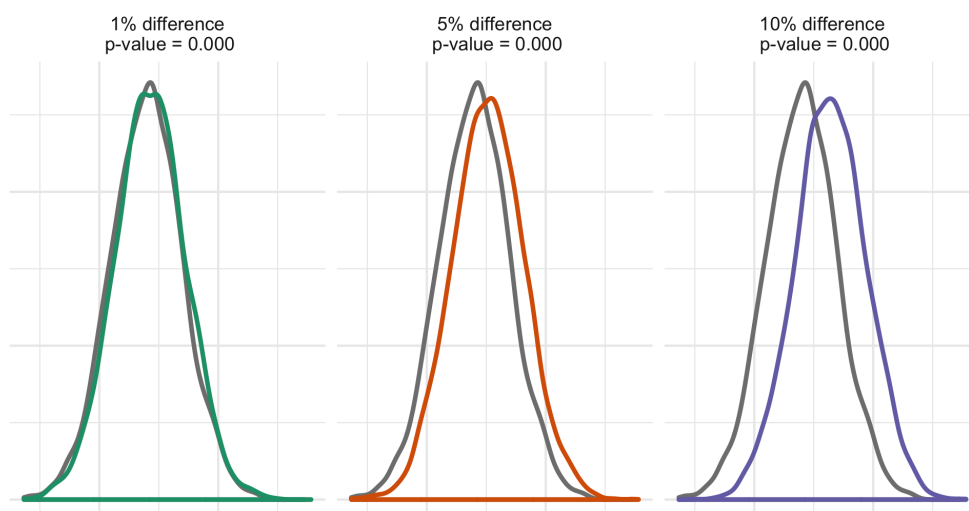 1% difference
p-value = 0.000
5% difference
p-value = 0.000
10% difference
p-value = 0.000